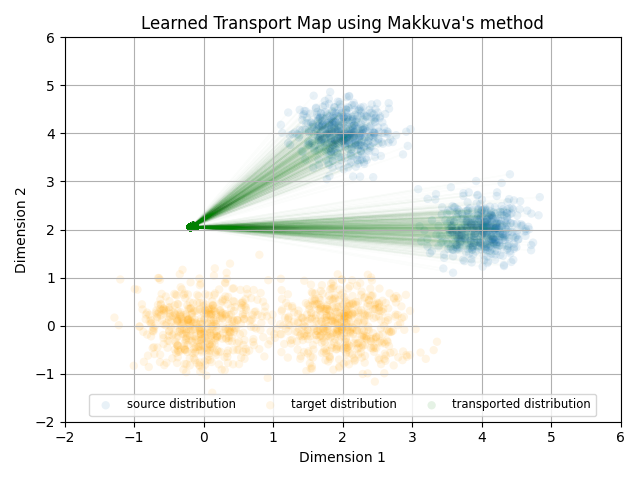 Learned Transport Map using Makkuva's method
6
5
4
3
2
1
0
−1
−2
Dimension 2
source distribution target distribution transported distribution
−2 −1 0 1 2 3 4 5 6
Dimension 1